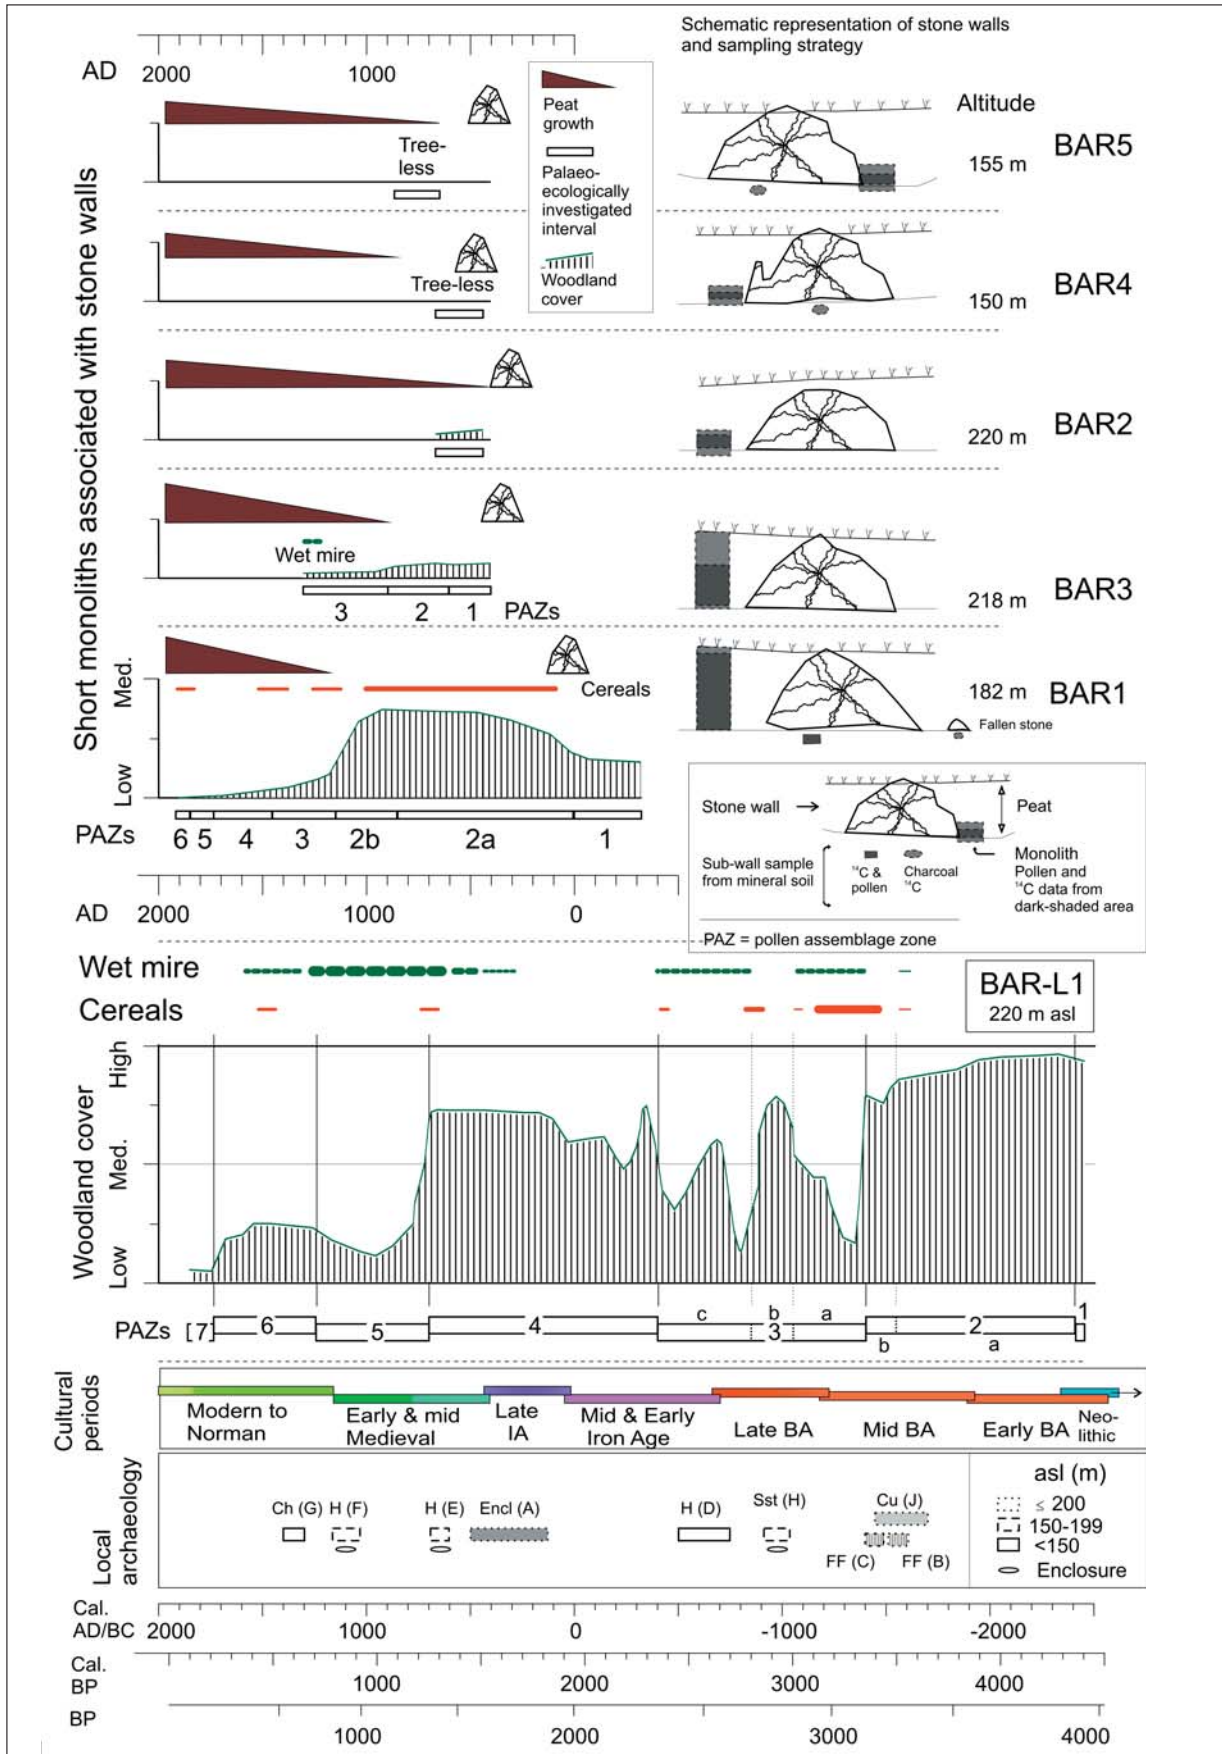 Schematic representation of stone walls
and sampling strategy
AD
2000
1000
Short monoliths associated with stone walls
Peat
growth
Palaeo-
ecologically
investigated
interval
Woodland
cover
Altitude
Tree-
less
155 m
BAR5
Tree-less
150 m
BAR4
220 m
BAR2
Wet mire
3
2
1
PAZs
218 m
BAR3
Med.
Low
Cereals
182 m
BAR1
Fallen stone
PAZs
6
5
4
3
2b
2a
1
AD
2000
1000
0
Stone wall
Peat
Sub-wall sample
from mineral soil
¹⁴C &
pollen
Charcoal
¹⁴C
Monolith
Pollen and
¹⁴C data from
dark-shaded area
PAZ = pollen assemblage zone
Wet mire
Cereals
BAR-L1
220 m asl
Woodland cover
High
Med.
Low
PAZs
[7
6
5
4
c
b
a
3
2
b
a
1
Cultural
periods
Modern to
Norman
Early & mid
Medieval
Late
IA
Mid & Early
Iron Age
Late BA
Mid BA
Early BA
Neo-
lithic
Local
archaeology
Ch (G)
H (F)
H (E)
Encl (A)
H (D)
Sst (H)
Cu (J)
FF (C)
FF (B)
asl (m)
≤ 200
150-199
<150
Enclosure
Cal.
AD/BC
2000
1000
0
-1000
-2000
Cal.
BP
1000
2000
3000
4000
BP
1000
2000
3000
4000